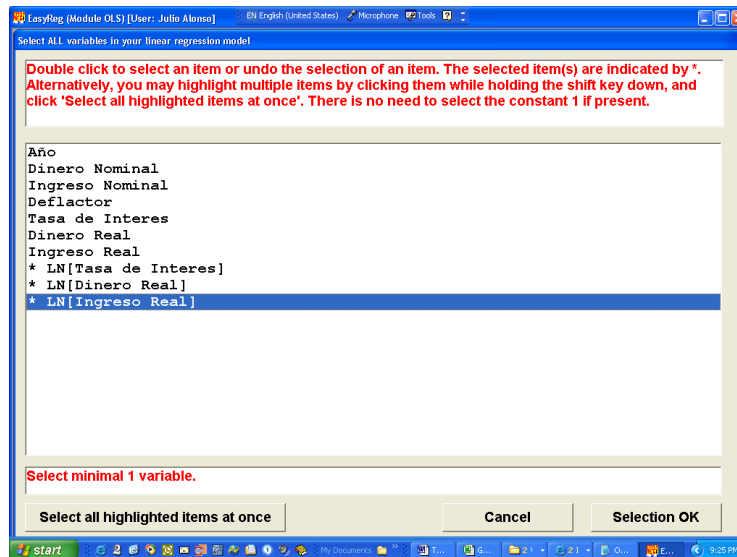 EasyReg (Module OLS) [User: Julio Alonso]
EN English (United States) Microphone Tools
Select ALL variables in your linear regression model
Double click to select an item or undo the selection of an item. The selected item(s) are indicated by *.
Alternatively, you may highlight multiple items by clicking them while holding the shift key down, and
click 'Select all highlighted items at once'. There is no need to select the constant 1 if present.
Año
Dinero Nominal
Ingreso Nominal
Deflactor
Tasa de Interes
Dinero Real
Ingreso Real
* LN[Tasa de Interes]
* LN[Dinero Real]
* LN[Ingreso Real]
Select minimal 1 variable.
Select all highlighted items at once
Cancel
Selection OK
start My Documents T... G... 2 1 O... E... 9:25 PM